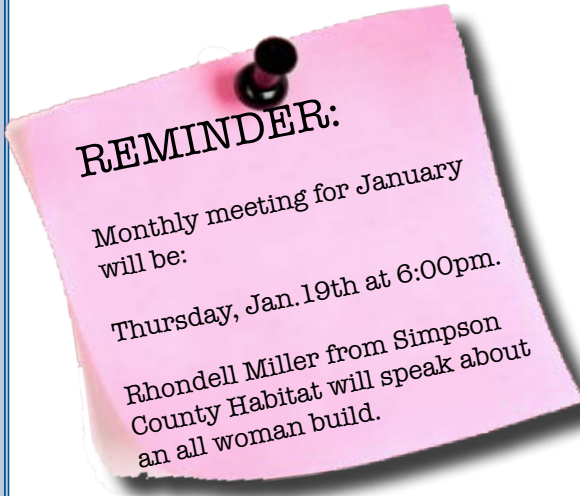 REMINDER:
Monthly meeting for January
will be:
Thursday, Jan.19th at 6:00pm.
Rhondell Miller from Simpson
County Habitat will speak about
an all woman build.